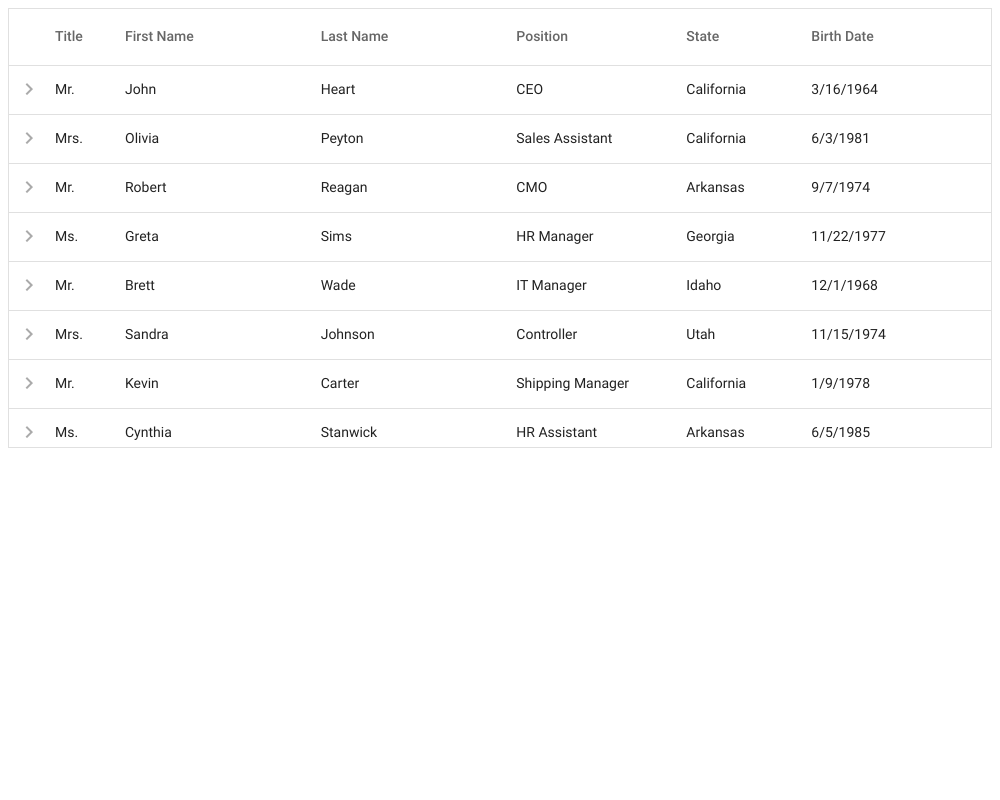 Title First Name Last Name Position State Birth Date
Mr. John Heart CEO California 3/16/1964
Mrs. Olivia Peyton Sales Assistant California 6/3/1981
Mr. Robert Reagan CMO Arkansas 9/7/1974
Ms. Greta Sims HR Manager Georgia 11/22/1977
Mr. Brett Wade IT Manager Idaho 12/1/1968
Mrs. Sandra Johnson Controller Utah 11/15/1974
Mr. Kevin Carter Shipping Manager California 1/9/1978
Ms. Cynthia Stanwick HR Assistant Arkansas 6/5/1985